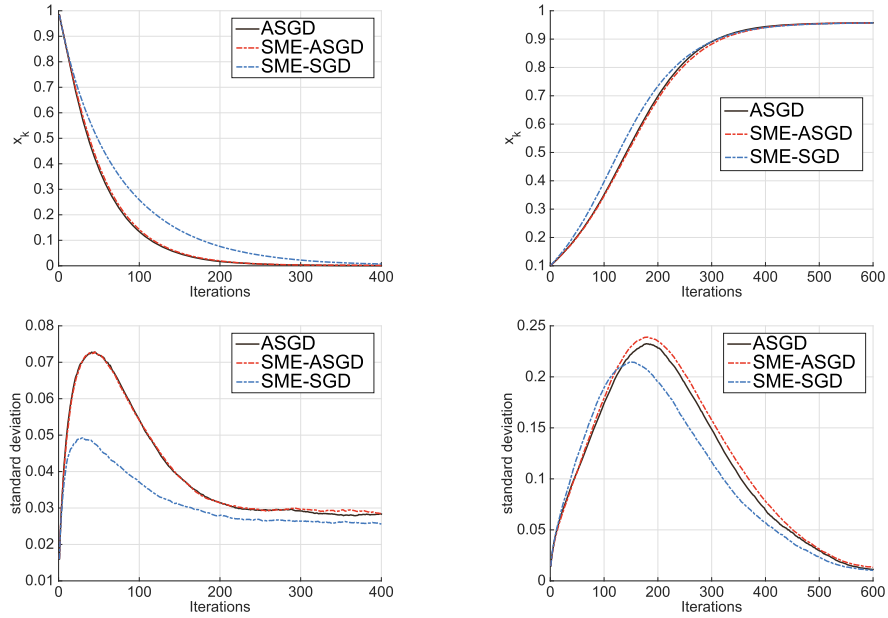 1
0.9
0.8
0.7
0.6
0.5
0.4
0.3
0.2
0.1
0
x_k
0 100 200 300 400
Iterations
ASGD
SME-ASGD
SME-SGD
1
0.9
0.8
0.7
0.6
0.5
0.4
0.3
0.2
0.1
x_k
0 100 200 300 400 500 600
Iterations
ASGD
SME-ASGD
SME-SGD
0.08
0.07
0.06
0.05
0.04
0.03
0.02
0.01
standard deviation
0 100 200 300 400
Iterations
ASGD
SME-ASGD
SME-SGD
0.25
0.2
0.15
0.1
0.05
0
standard deviation
0 100 200 300 400 500 600
Iterations
ASGD
SME-ASGD
SME-SGD